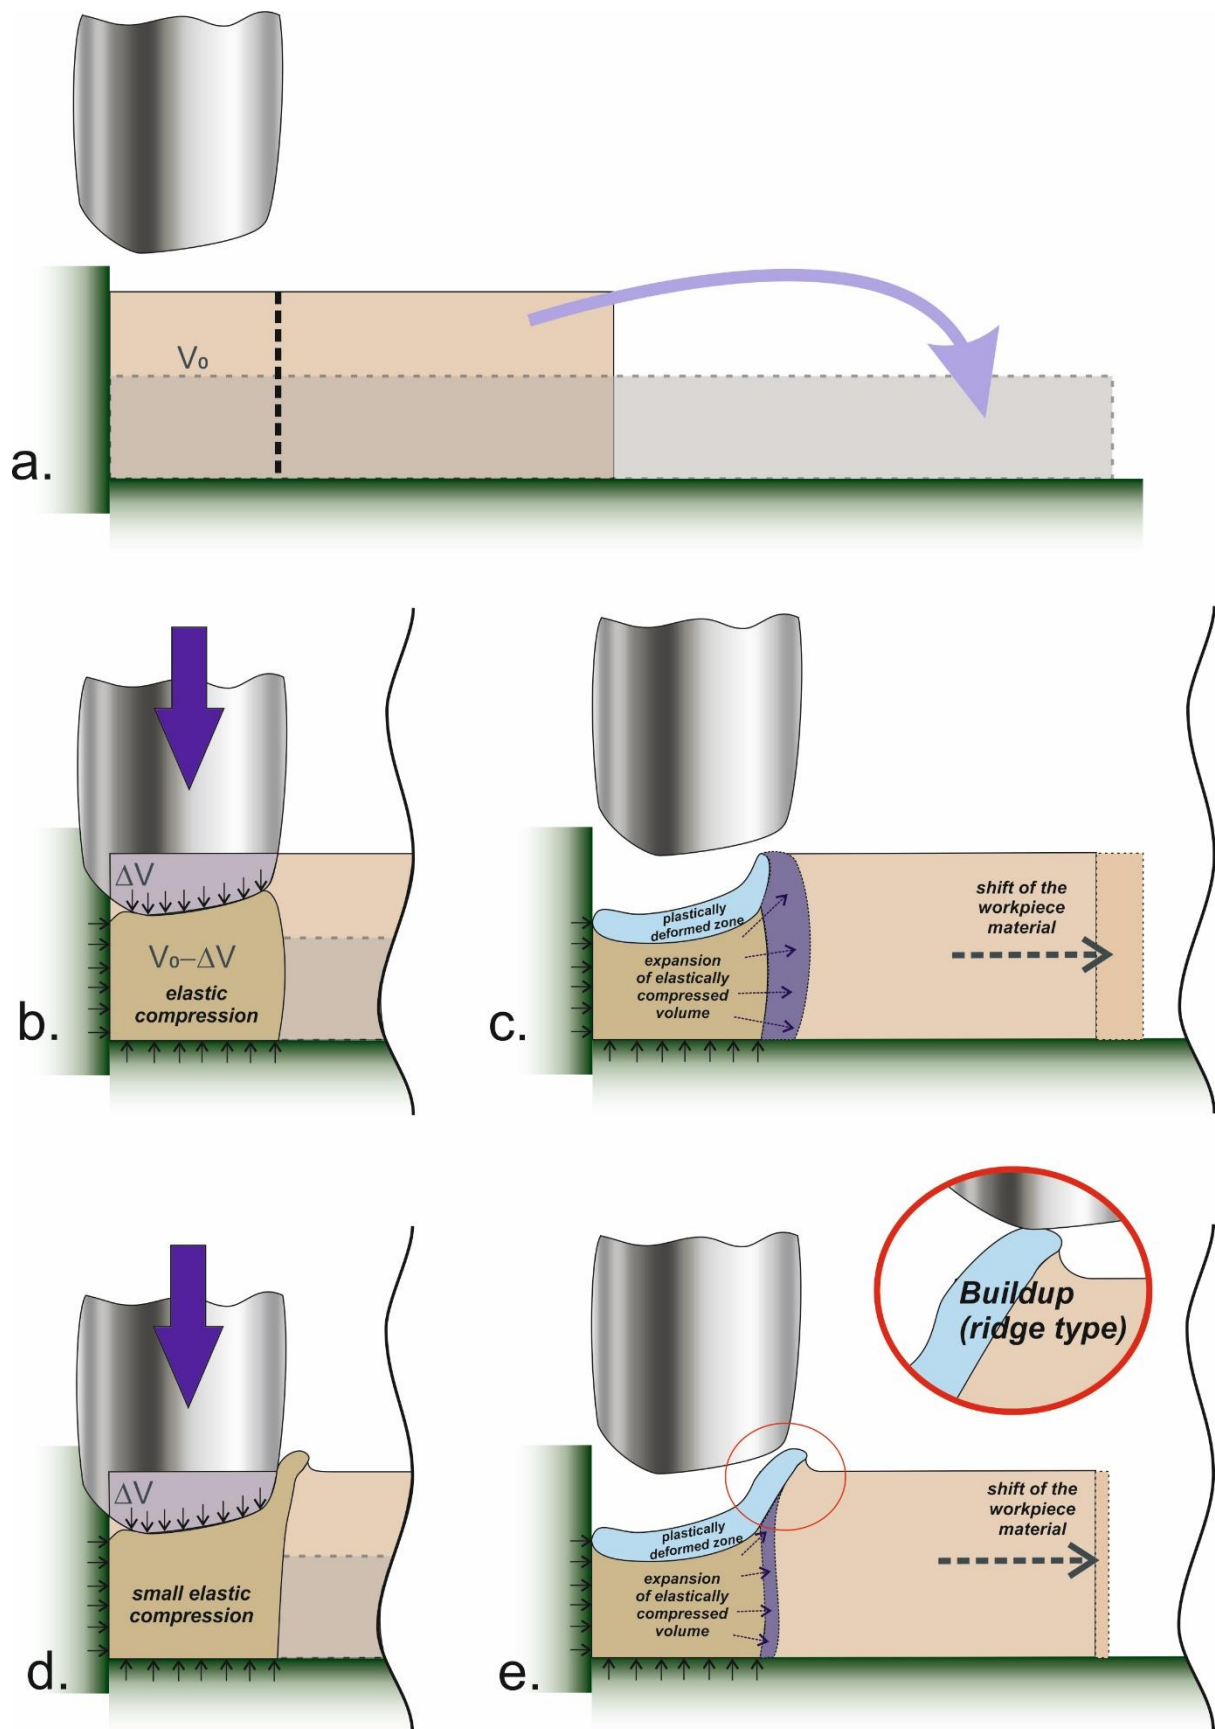 V₀
a.
ΔV
V₀–ΔV
elastic
compression
b.
plastically
deformed zone
expansion
of elastically
compressed
volume
shift of the
workpiece
material
c.
ΔV
small elastic
compression
d.
Buildup
(ridge type)
plastically
deformed zone
expansion
of elastically
compressed
volume
shift of the
workpiece
material
e.